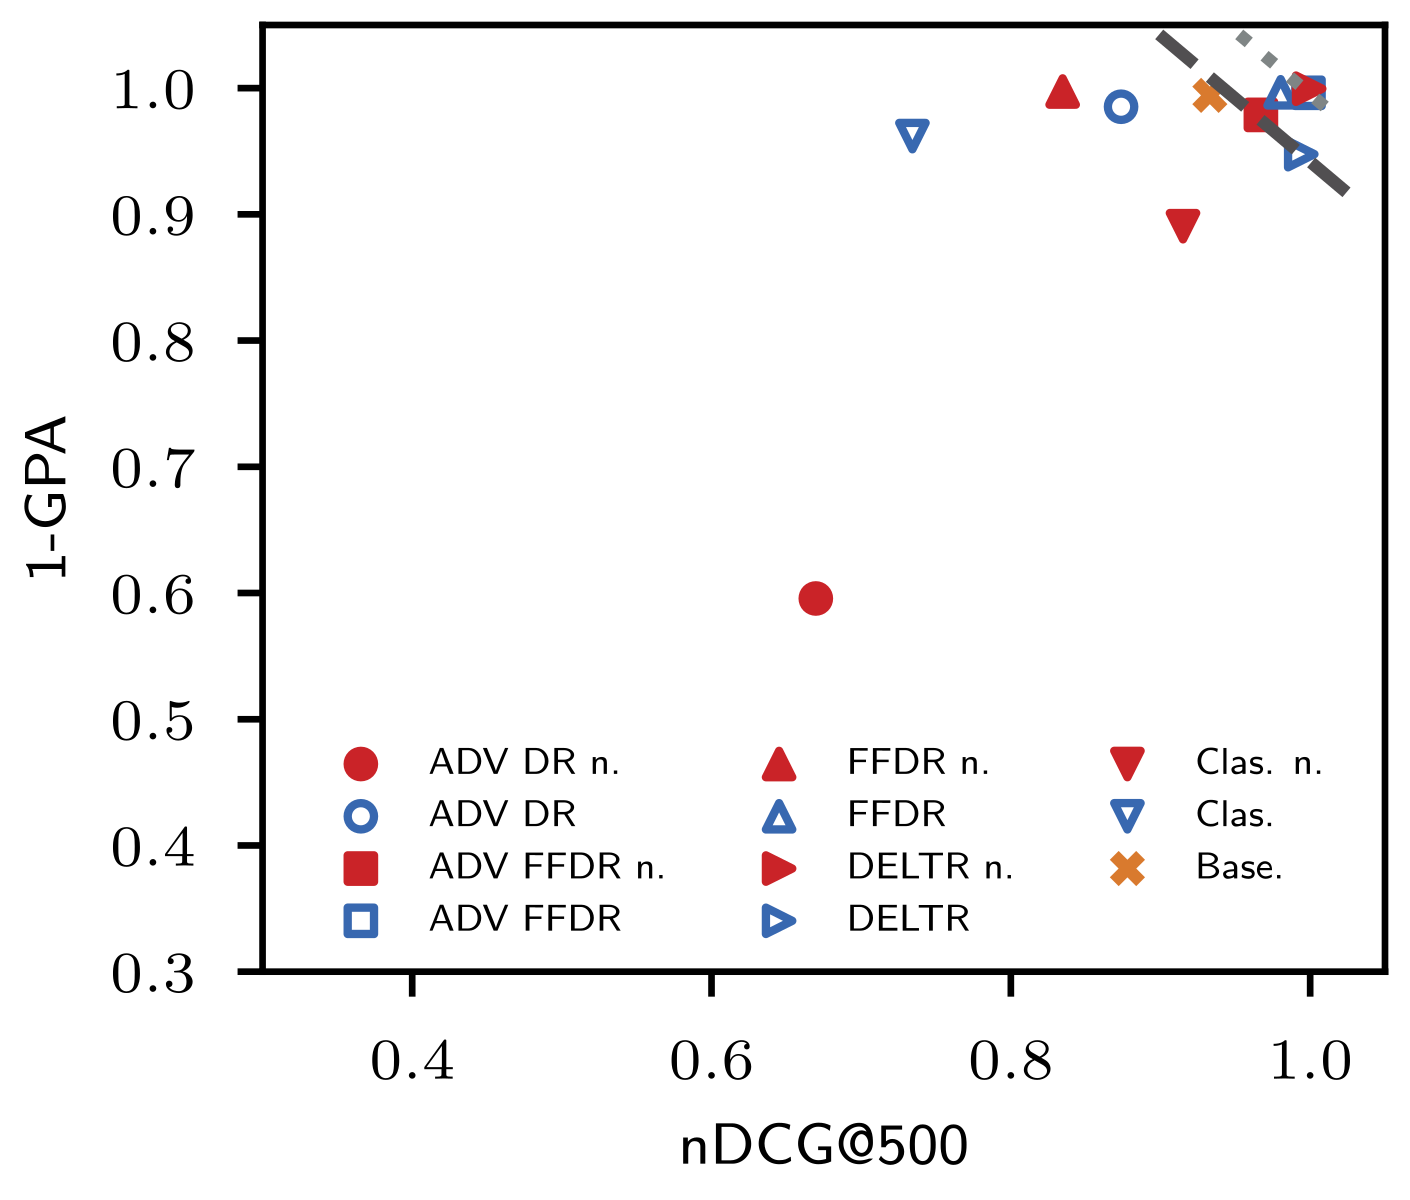 1.0
0.9
0.8
0.7
0.6
0.5
0.4
0.3
1-GPA
ADV DR n.
ADV DR
ADV FFDR n.
ADV FFDR
FFDR n.
FFDR
DELTR n.
DELTR
Clas. n.
Clas.
Base.
0.4 0.6 0.8 1.0
nDCG@500